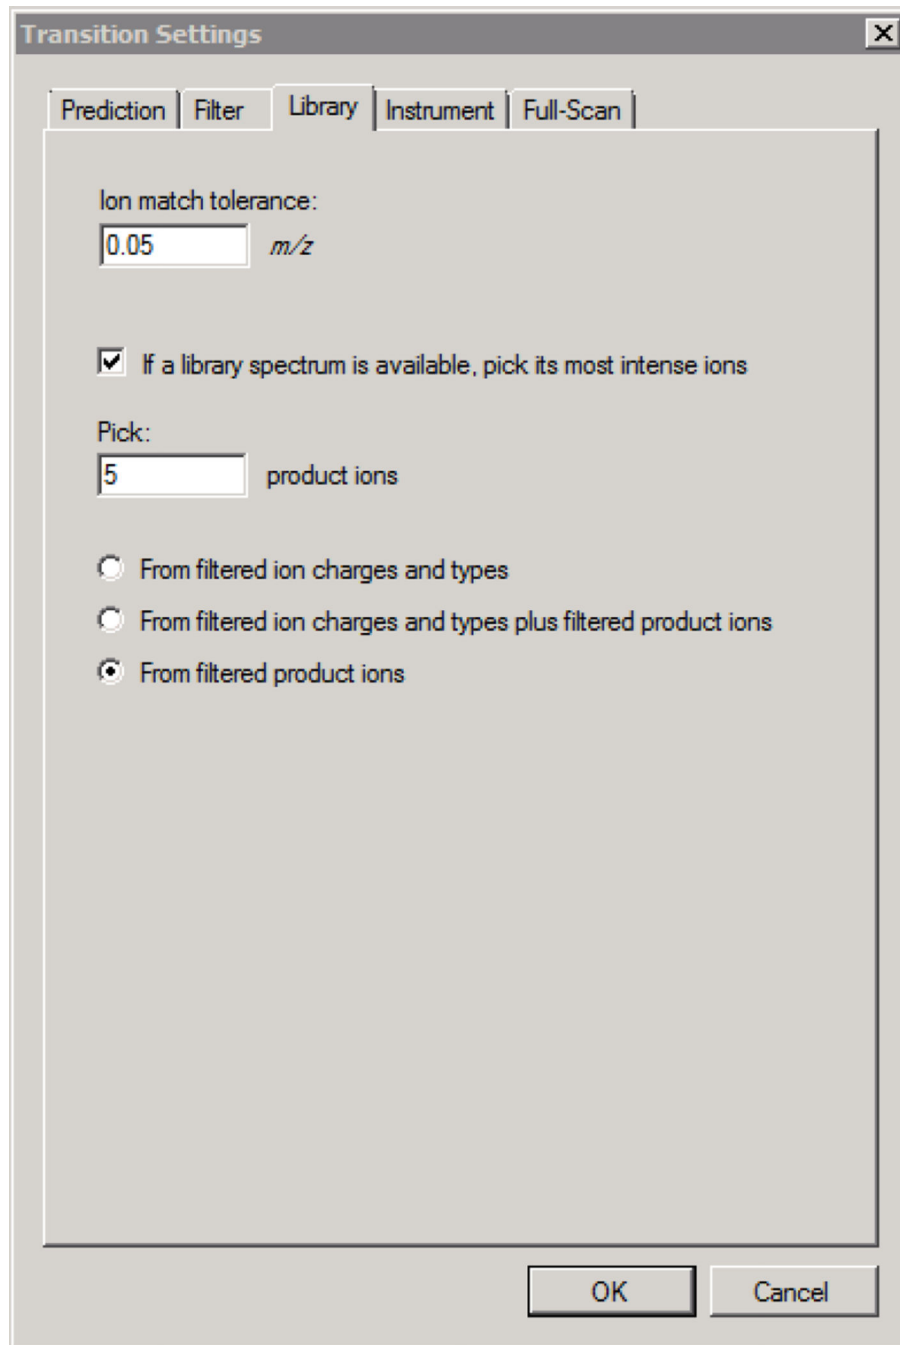 Transition Settings
Prediction Filter Library Instrument Full-Scan
Ion match tolerance:
0.05 m/z
If a library spectrum is available, pick its most intense ions
Pick:
5 product ions
From filtered ion charges and types
From filtered ion charges and types plus filtered product ions
From filtered product ions
OK Cancel